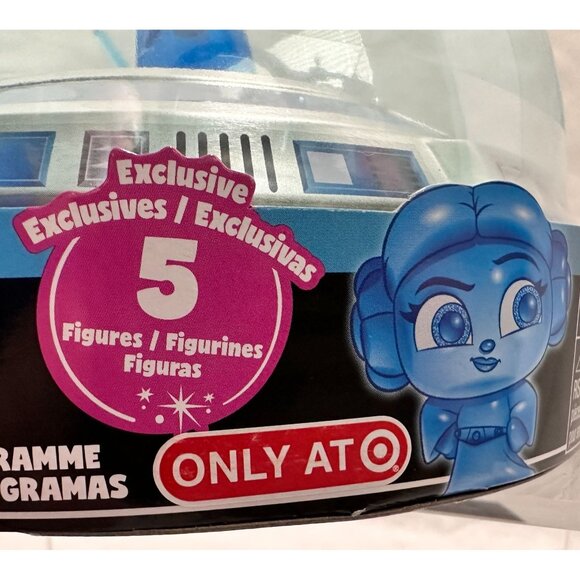 Exclusive
Exclusives / Exclusivas
5
Figures / Figurines
Figuras
RAMME
GRAMAS
ONLY AT